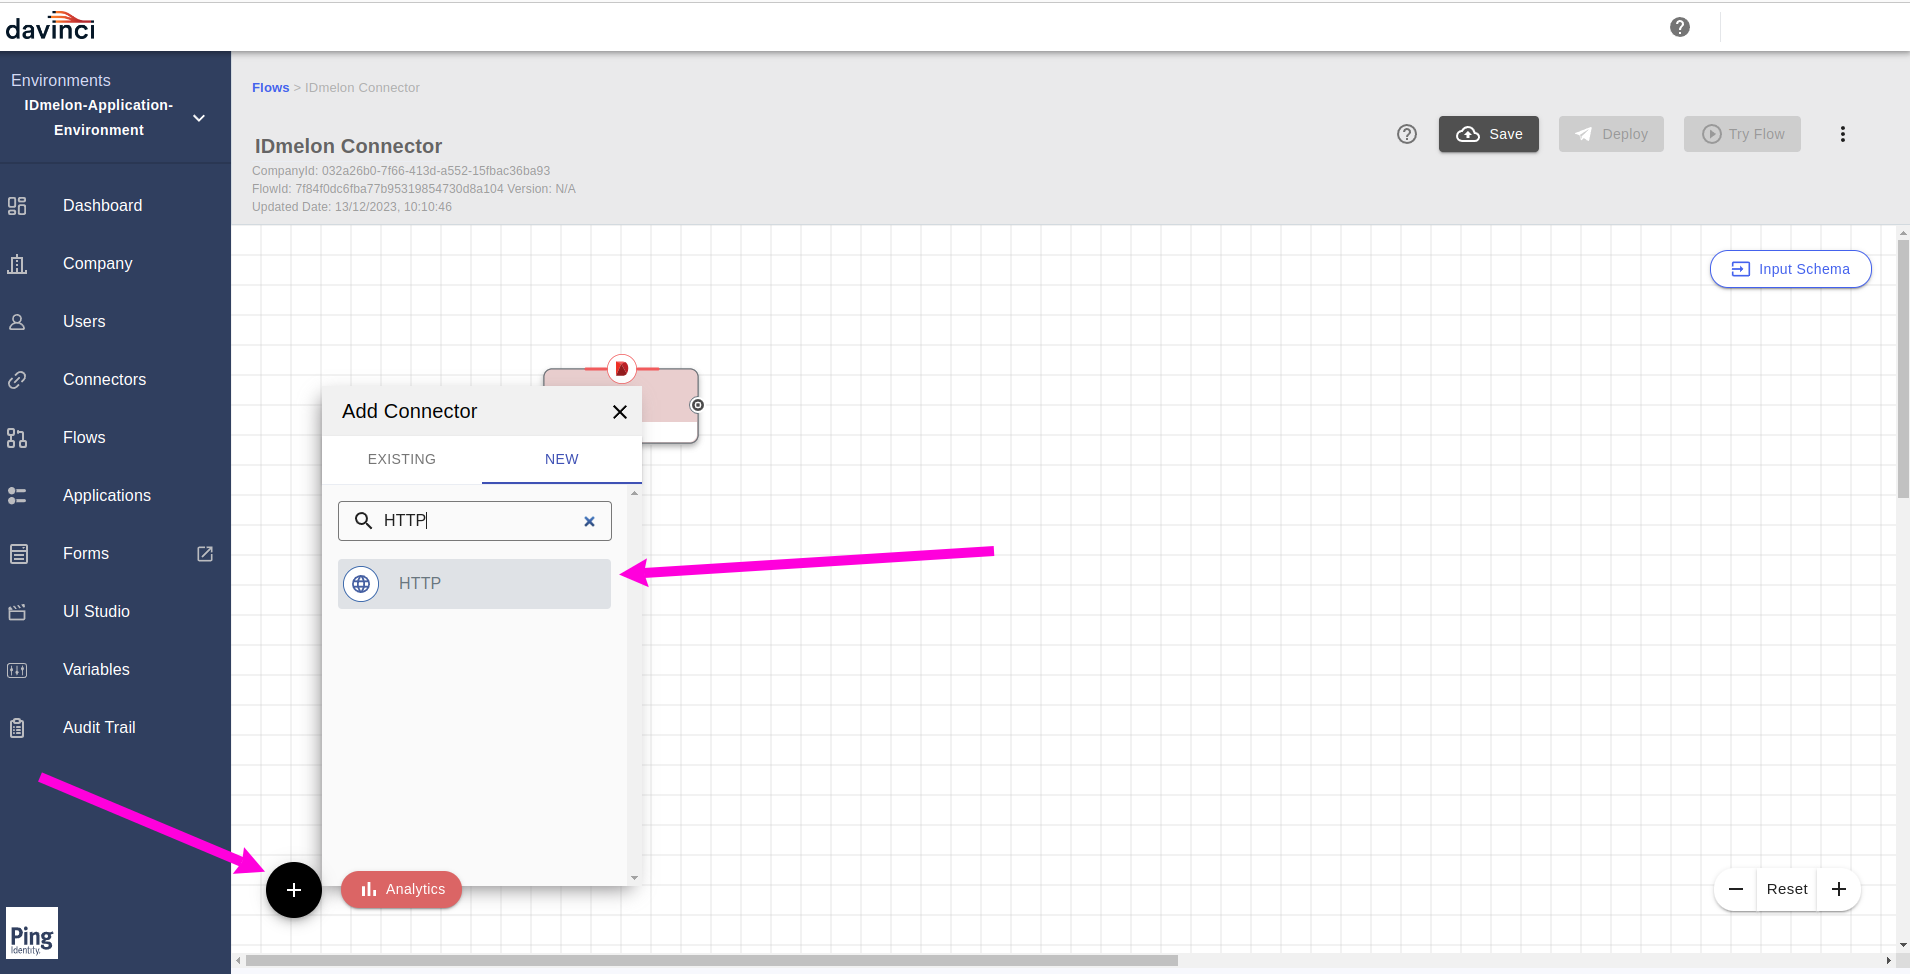 davinci
Environments
IDmelon-Application-
Environment
Dashboard
Company
Users
Connectors
Flows
Applications
Forms
UI Studio
Variables
Audit Trail
Ping
Identity.
Flows > IDmelon Connector
IDmelon Connector
CompanyId: 032a26b0-7f66-413d-a552-15fbac36ba93
FlowId: 7f84f0dc6fba77b95319854730d8a104 Version: N/A
Updated Date: 13/12/2023, 10:10:46
Save
Deploy
Try Flow
Input Schema
Add Connector
EXISTING
NEW
HTTP
HTTP
Analytics
Reset